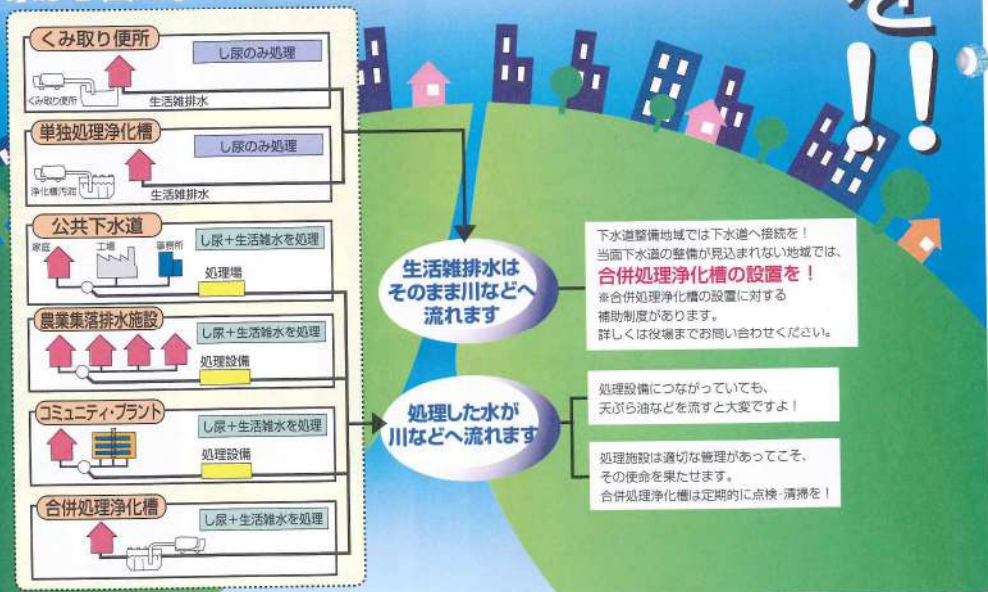 を!!
くみ取り便所
し尿のみ処理
くみ取り便所
生活雑排水
単独処理浄化槽
し尿のみ処理
浄化槽汚泥
生活雑排水
公共下水道
家庭
工場
事務所
し尿+生活雑水を処理
処理場
農業集落排水施設
し尿+生活雑水を処理
処理設備
コミュニティ・プラント
し尿+生活雑水を処理
処理設備
合併処理浄化槽
し尿+生活雑水を処理
生活雑排水は
そのまま川などへ
流れます
下水道整備地域では下水道へ接続を!
当面下水道の整備が見込まれない地域では、
合併処理浄化槽の設置を!
※合併処理浄化槽の設置に対する
補助制度があります。
詳しくは役場までお問い合わせください。
処理した水が
川などへ流れます
処理設備につながっていても、
天ぷら油などを流すと大変ですよ!
処理施設は適切な管理があってこそ、
その使命を果たせます。
合併処理浄化槽は定期的に点検・清掃を!